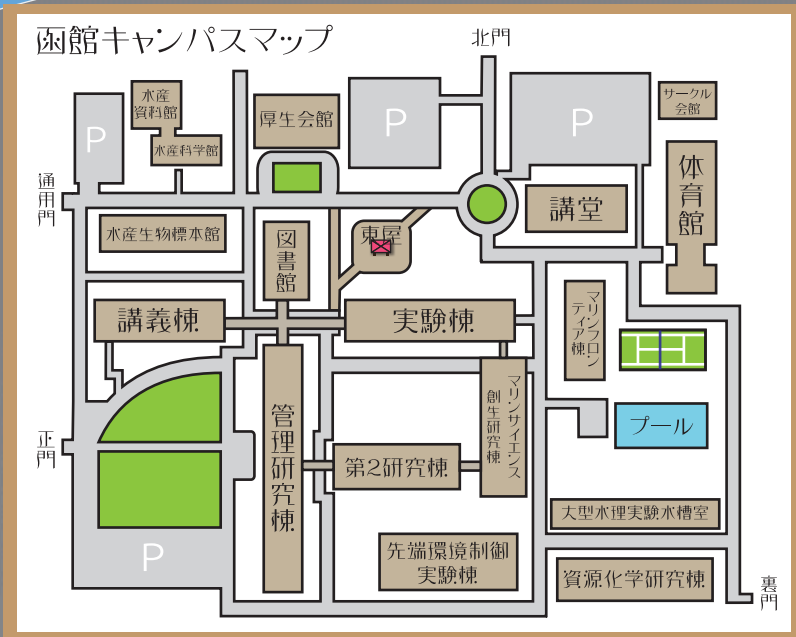 函館キャンパスマップ
北門
水産
資料館
厚生会館
P
P
P
サークル
会館
水産科学館
体育館
通用門
講堂
水産生物標本館
図書館
東屋
講義棟
実験棟
マリンフロン
ティア棟
プール
正門
管理研究棟
第2研究棟
マリンサイエンス
創生研究棟
大型水理実験水槽室
P
先端環境制御
実験棟
資源化学研究棟
裏門